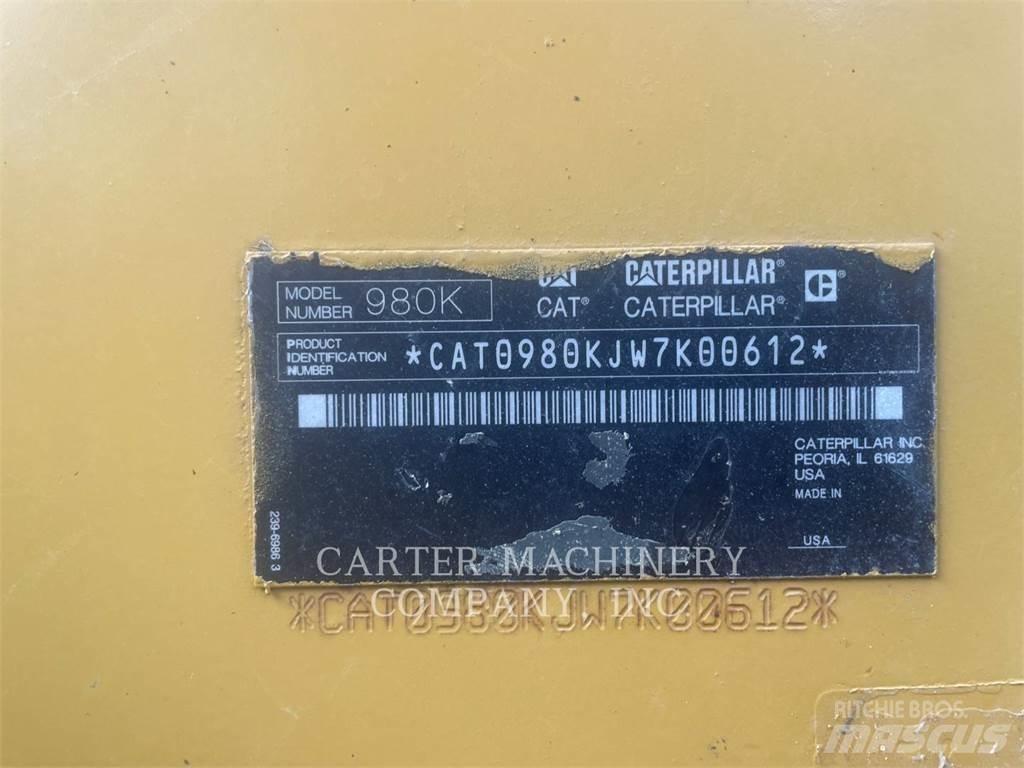 MODEL NUMBER 980K
CAT
CAT®
CATERPILLAR®
CATERPILLAR®
PRODUCT IDENTIFICATION NUMBER
*CAT0980KJW7K00612*
CATERPILLAR INC.
PEORIA, IL 61629
USA
MADE IN
USA
239-6986 3
CARTER MACHINERY
COMPANY, INC.
*CAT0980KJW7K00612*
RITCHIE BROS.
MASCUS